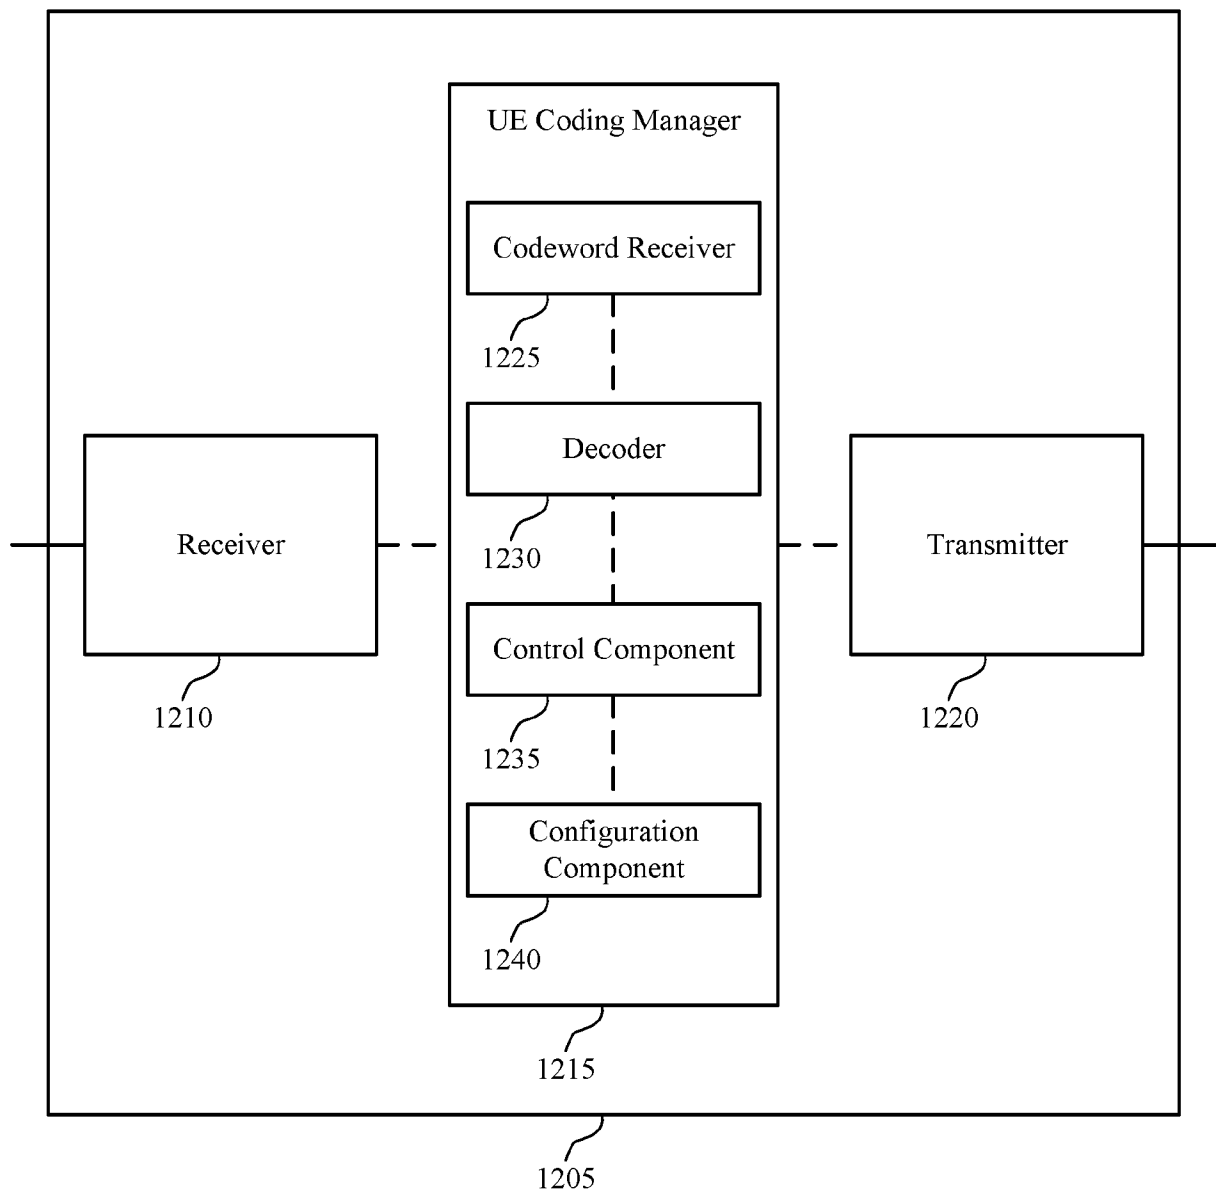 UE Coding Manager
Codeword Receiver
1225
Decoder
1230
Receiver
1210
Transmitter
1220
Control Component
1235
Configuration
Component
1240
1215
1205